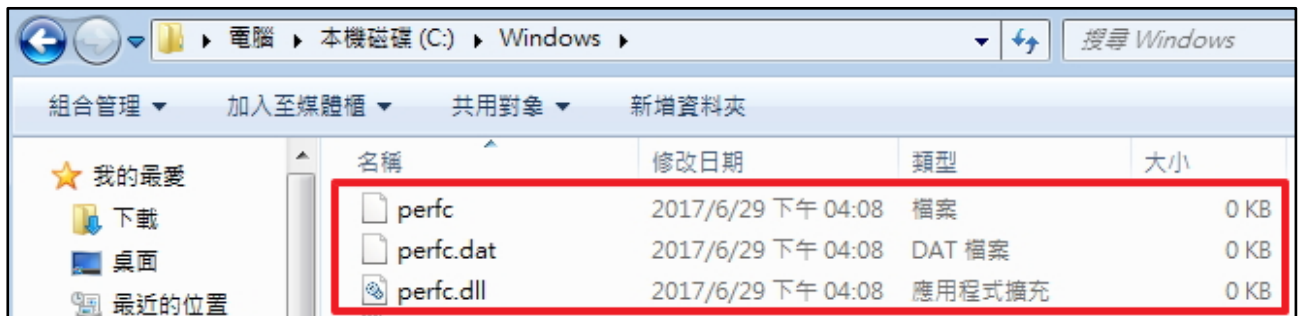 電腦 ▸ 本機磁碟 (C:) ▸ Windows ▸ 搜尋 Windows
組合管理 加入至媒體櫃 共用對象 新增資料夾
我的最愛 名稱 修改日期 類型 大小
下載 perfc 2017/6/29 下午 04:08 檔案 0 KB
桌面 perfc.dat 2017/6/29 下午 04:08 DAT 檔案 0 KB
最近的位置 perfc.dll 2017/6/29 下午 04:08 應用程式擴充 0 KB